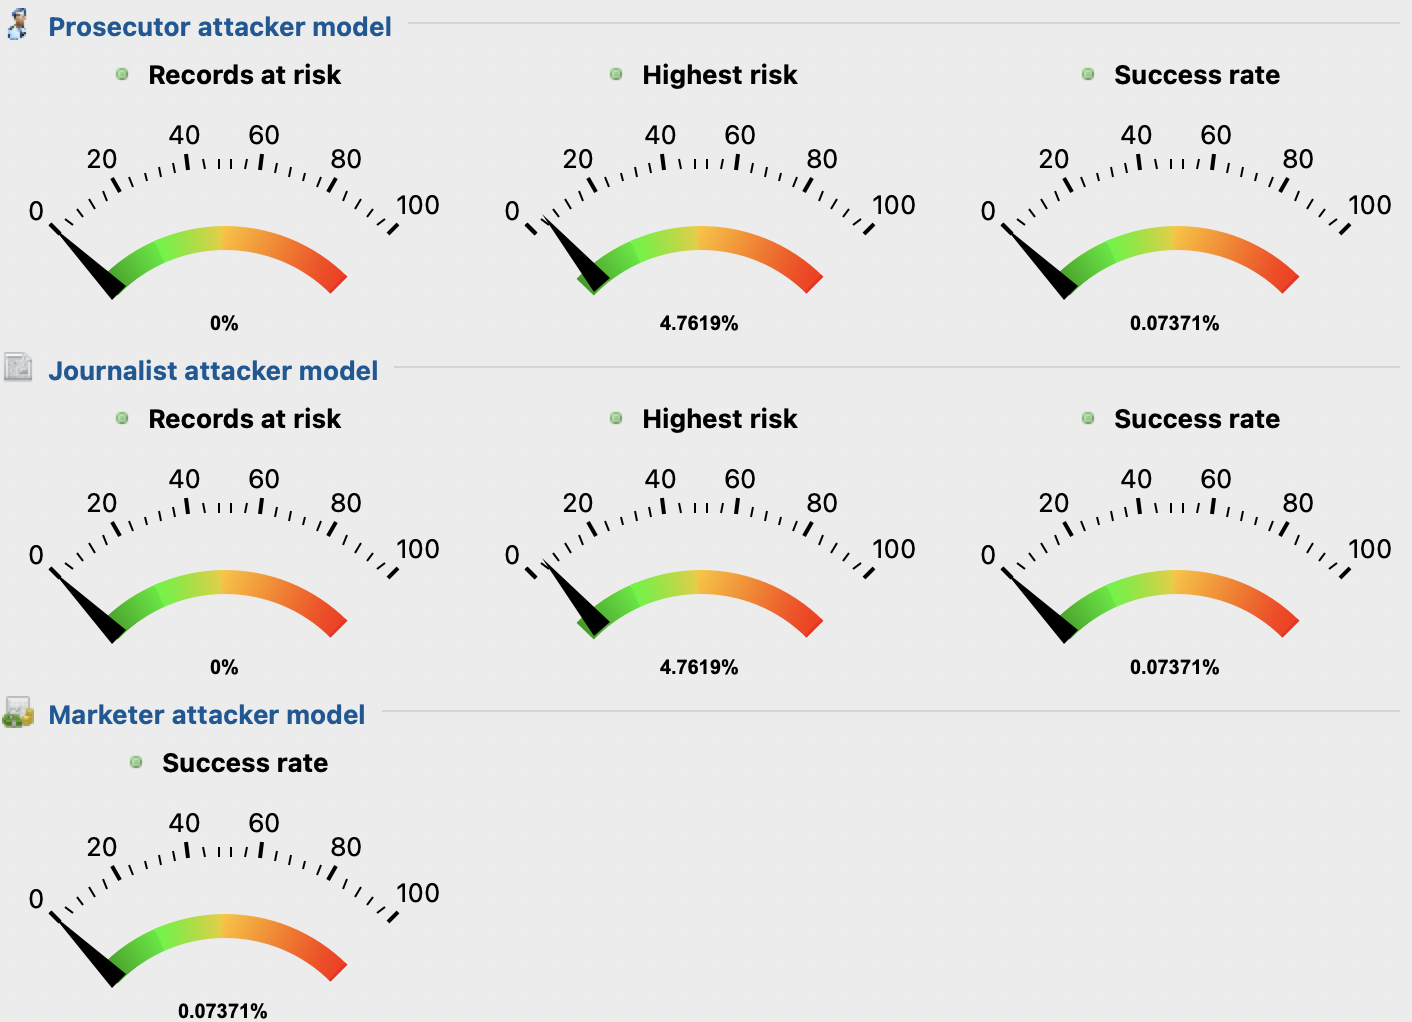 Prosecutor attacker model
Records at risk Highest risk Success rate
0 20 40 60 80 100 0 20 40 60 80 100 0 20 40 60 80 100
0% 4.7619% 0.07371%
Journalist attacker model
Records at risk Highest risk Success rate
0 20 40 60 80 100 0 20 40 60 80 100 0 20 40 60 80 100
0% 4.7619% 0.07371%
Marketer attacker model
Success rate
0 20 40 60 80 100
0.07371%